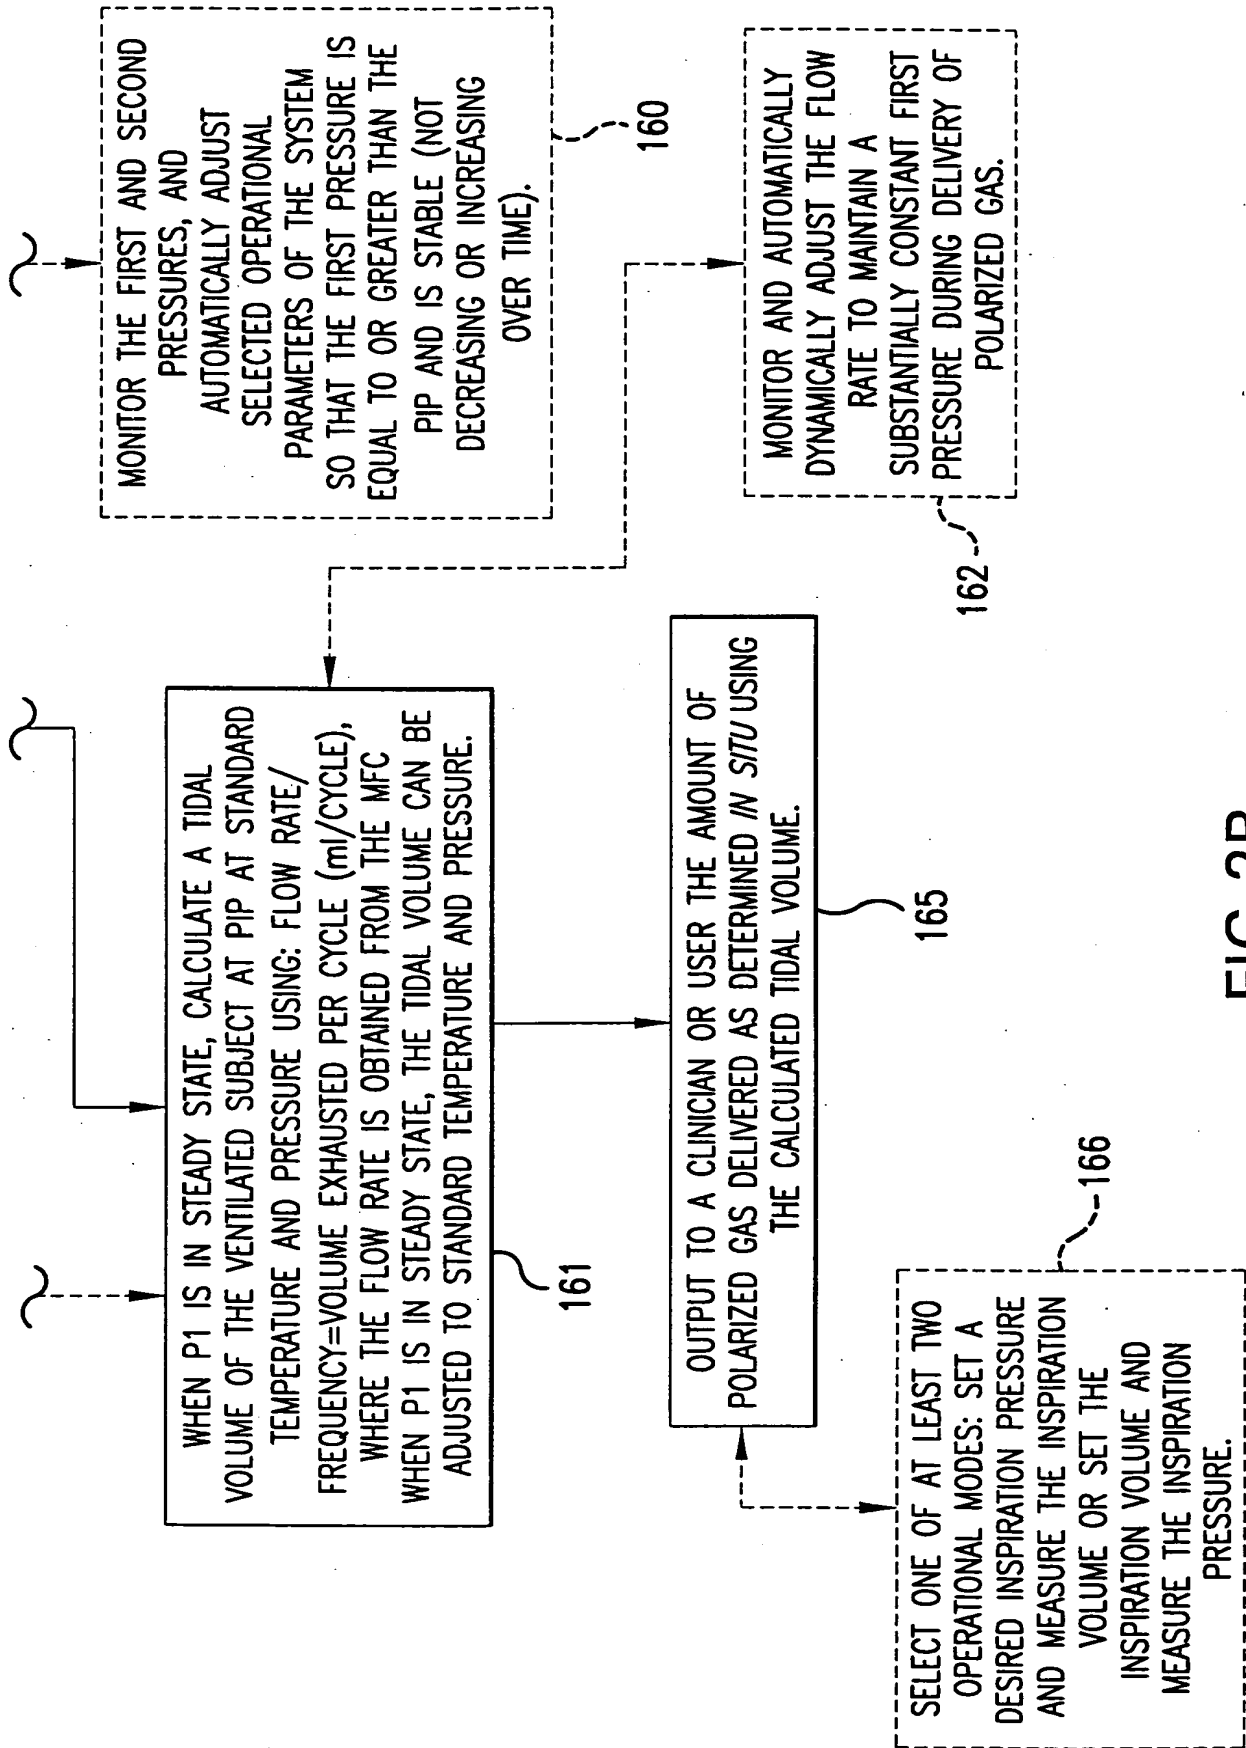 MONITOR THE FIRST AND SECOND
PRESSURES, AND
AUTOMATICALLY ADJUST
SELECTED OPERATIONAL
PARAMETERS OF THE SYSTEM
SO THAT THE FIRST PRESSURE IS
EQUAL TO OR GREATER THAN THE
PIP AND IS STABLE (NOT
DECREASING OR INCREASING
OVER TIME).
160
WHEN P1 IS IN STEADY STATE, CALCULATE A TIDAL
VOLUME OF THE VENTILATED SUBJECT AT PIP AT STANDARD
TEMPERATURE AND PRESSURE USING: FLOW RATE/
FREQUENCY=VOLUME EXHAUSTED PER CYCLE (ml/CYCLE),
WHERE THE FLOW RATE IS OBTAINED FROM THE MFC
WHEN P1 IS IN STEADY STATE, THE TIDAL VOLUME CAN BE
ADJUSTED TO STANDARD TEMPERATURE AND PRESSURE.
161
MONITOR AND AUTOMATICALLY
DYNAMICALLY ADJUST THE FLOW
RATE TO MAINTAIN A
SUBSTANTIALLY CONSTANT FIRST
PRESSURE DURING DELIVERY OF
POLARIZED GAS.
162
OUTPUT TO A CLINICIAN OR USER THE AMOUNT OF
POLARIZED GAS DELIVERED AS DETERMINED IN SITU USING
THE CALCULATED TIDAL VOLUME.
165
SELECT ONE OF AT LEAST TWO
OPERATIONAL MODES: SET A
DESIRED INSPIRATION PRESSURE
AND MEASURE THE INSPIRATION
VOLUME OR SET THE
INSPIRATION VOLUME AND
MEASURE THE INSPIRATION
PRESSURE.
166